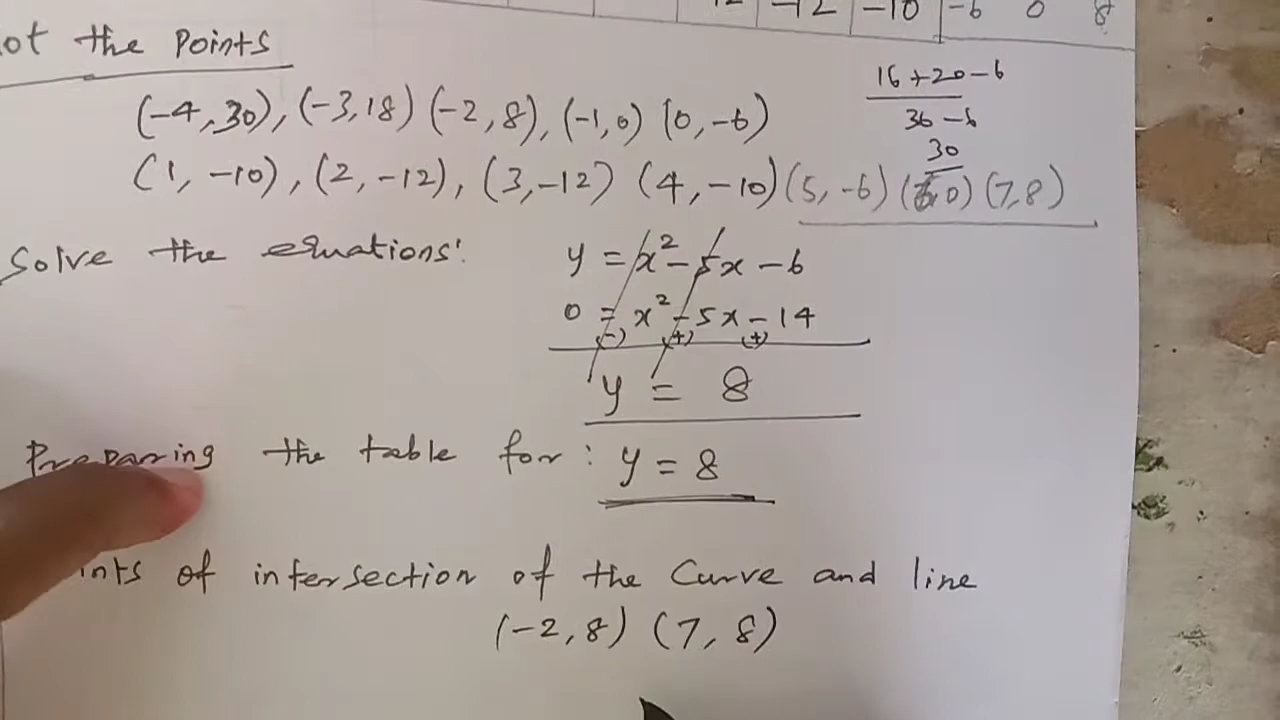 -12 -10 -6 0 8
ot the points
(-4,30), (-3,18) (-2,8), (-1,0) (0,-6)
16+20-6
36-6
30
(1, -10), (2, -12), (3,-12) (4, -10) (5, -6) (6,0) (7,8)
Solve the equations:
y = x² - 5x - 6
0 = x² - 5x - 14
(-) (+) (+)
y = 8
Preparing the table for : y = 8
ints of intersection of the Curve and line
(-2, 8) (7, 8)